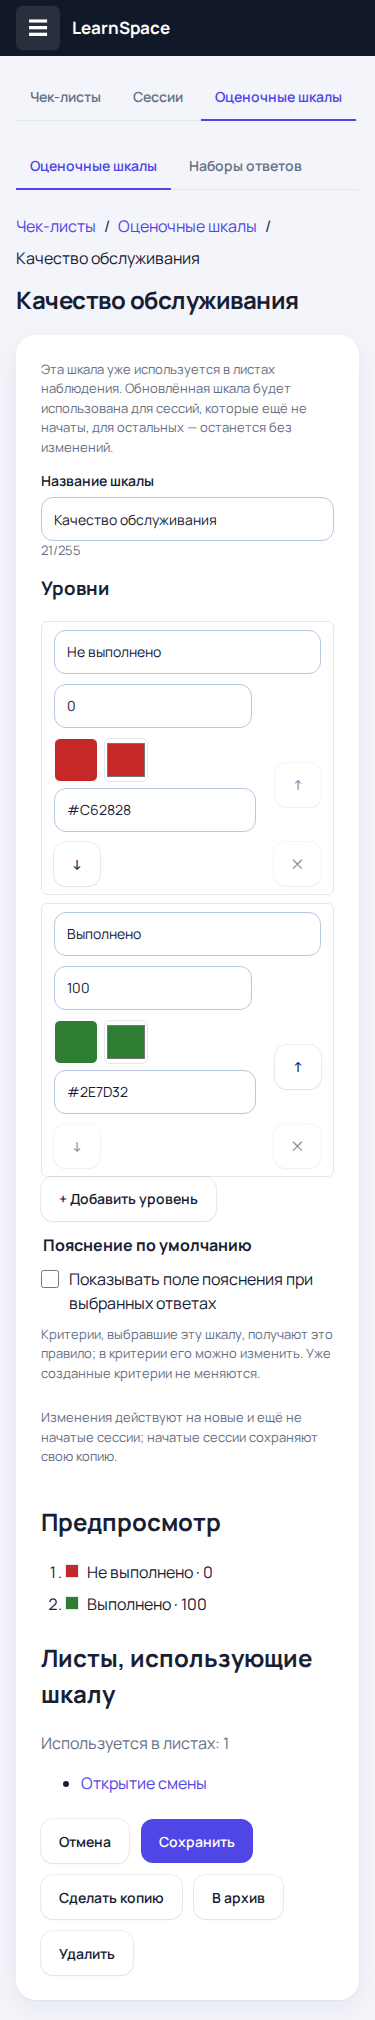 LearnSpace
Чек-листы Сессии Оценочные шкалы
Оценочные шкалы Наборы ответов
Чек-листы / Оценочные шкалы /
Качество обслуживания
Качество обслуживания
Эта шкала уже используется в листах
наблюдения. Обновлённая шкала будет
использована для сессий, которые ещё не
начаты, для остальных — останется без
изменений.
Название шкалы
Качество обслуживания
21/255
Уровни
Не выполнено
0
↑
#C62828
↓ ×
Выполнено
100
↑
#2E7D32
↓ ×
+ Добавить уровень
Пояснение по умолчанию
Показывать поле пояснения при
выбранных ответах
Критерии, выбравшие эту шкалу, получают это
правило; в критерии его можно изменить. Уже
созданные критерии не меняются.
Изменения действуют на новые и ещё не
начатые сессии; начатые сессии сохраняют
свою копию.
Предпросмотр
1. Не выполнено · 0
2. Выполнено · 100
Листы, использующие
шкалу
Используется в листах: 1
• Открытие смены
Отмена Сохранить
Сделать копию В архив
Удалить